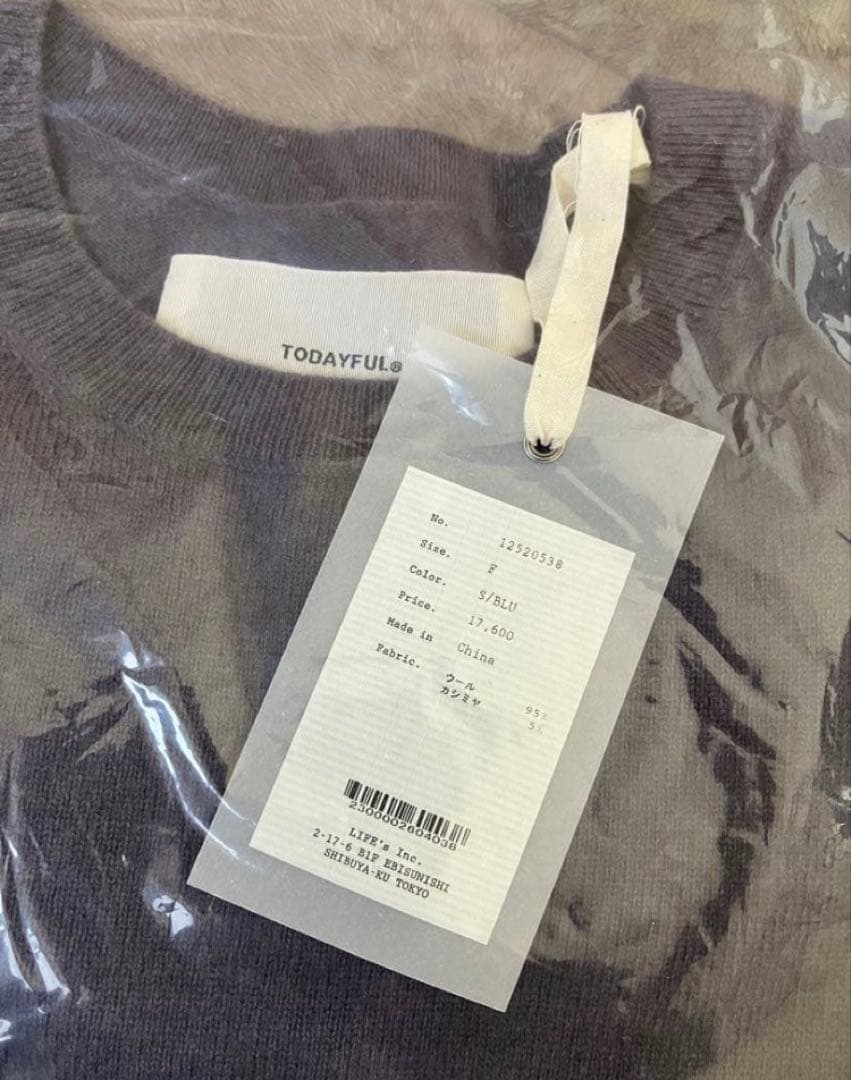 TODAYFUL®
No. 12520538
Size. F
Color. S/BLU
Price. 17,600
Made in China
Fabric. ウール 95%
カシミヤ 5%
2300002604038
LIFE's Inc.
2-17-6 B1F EBISUNISHI
SHIBUYA-KU TOKYO